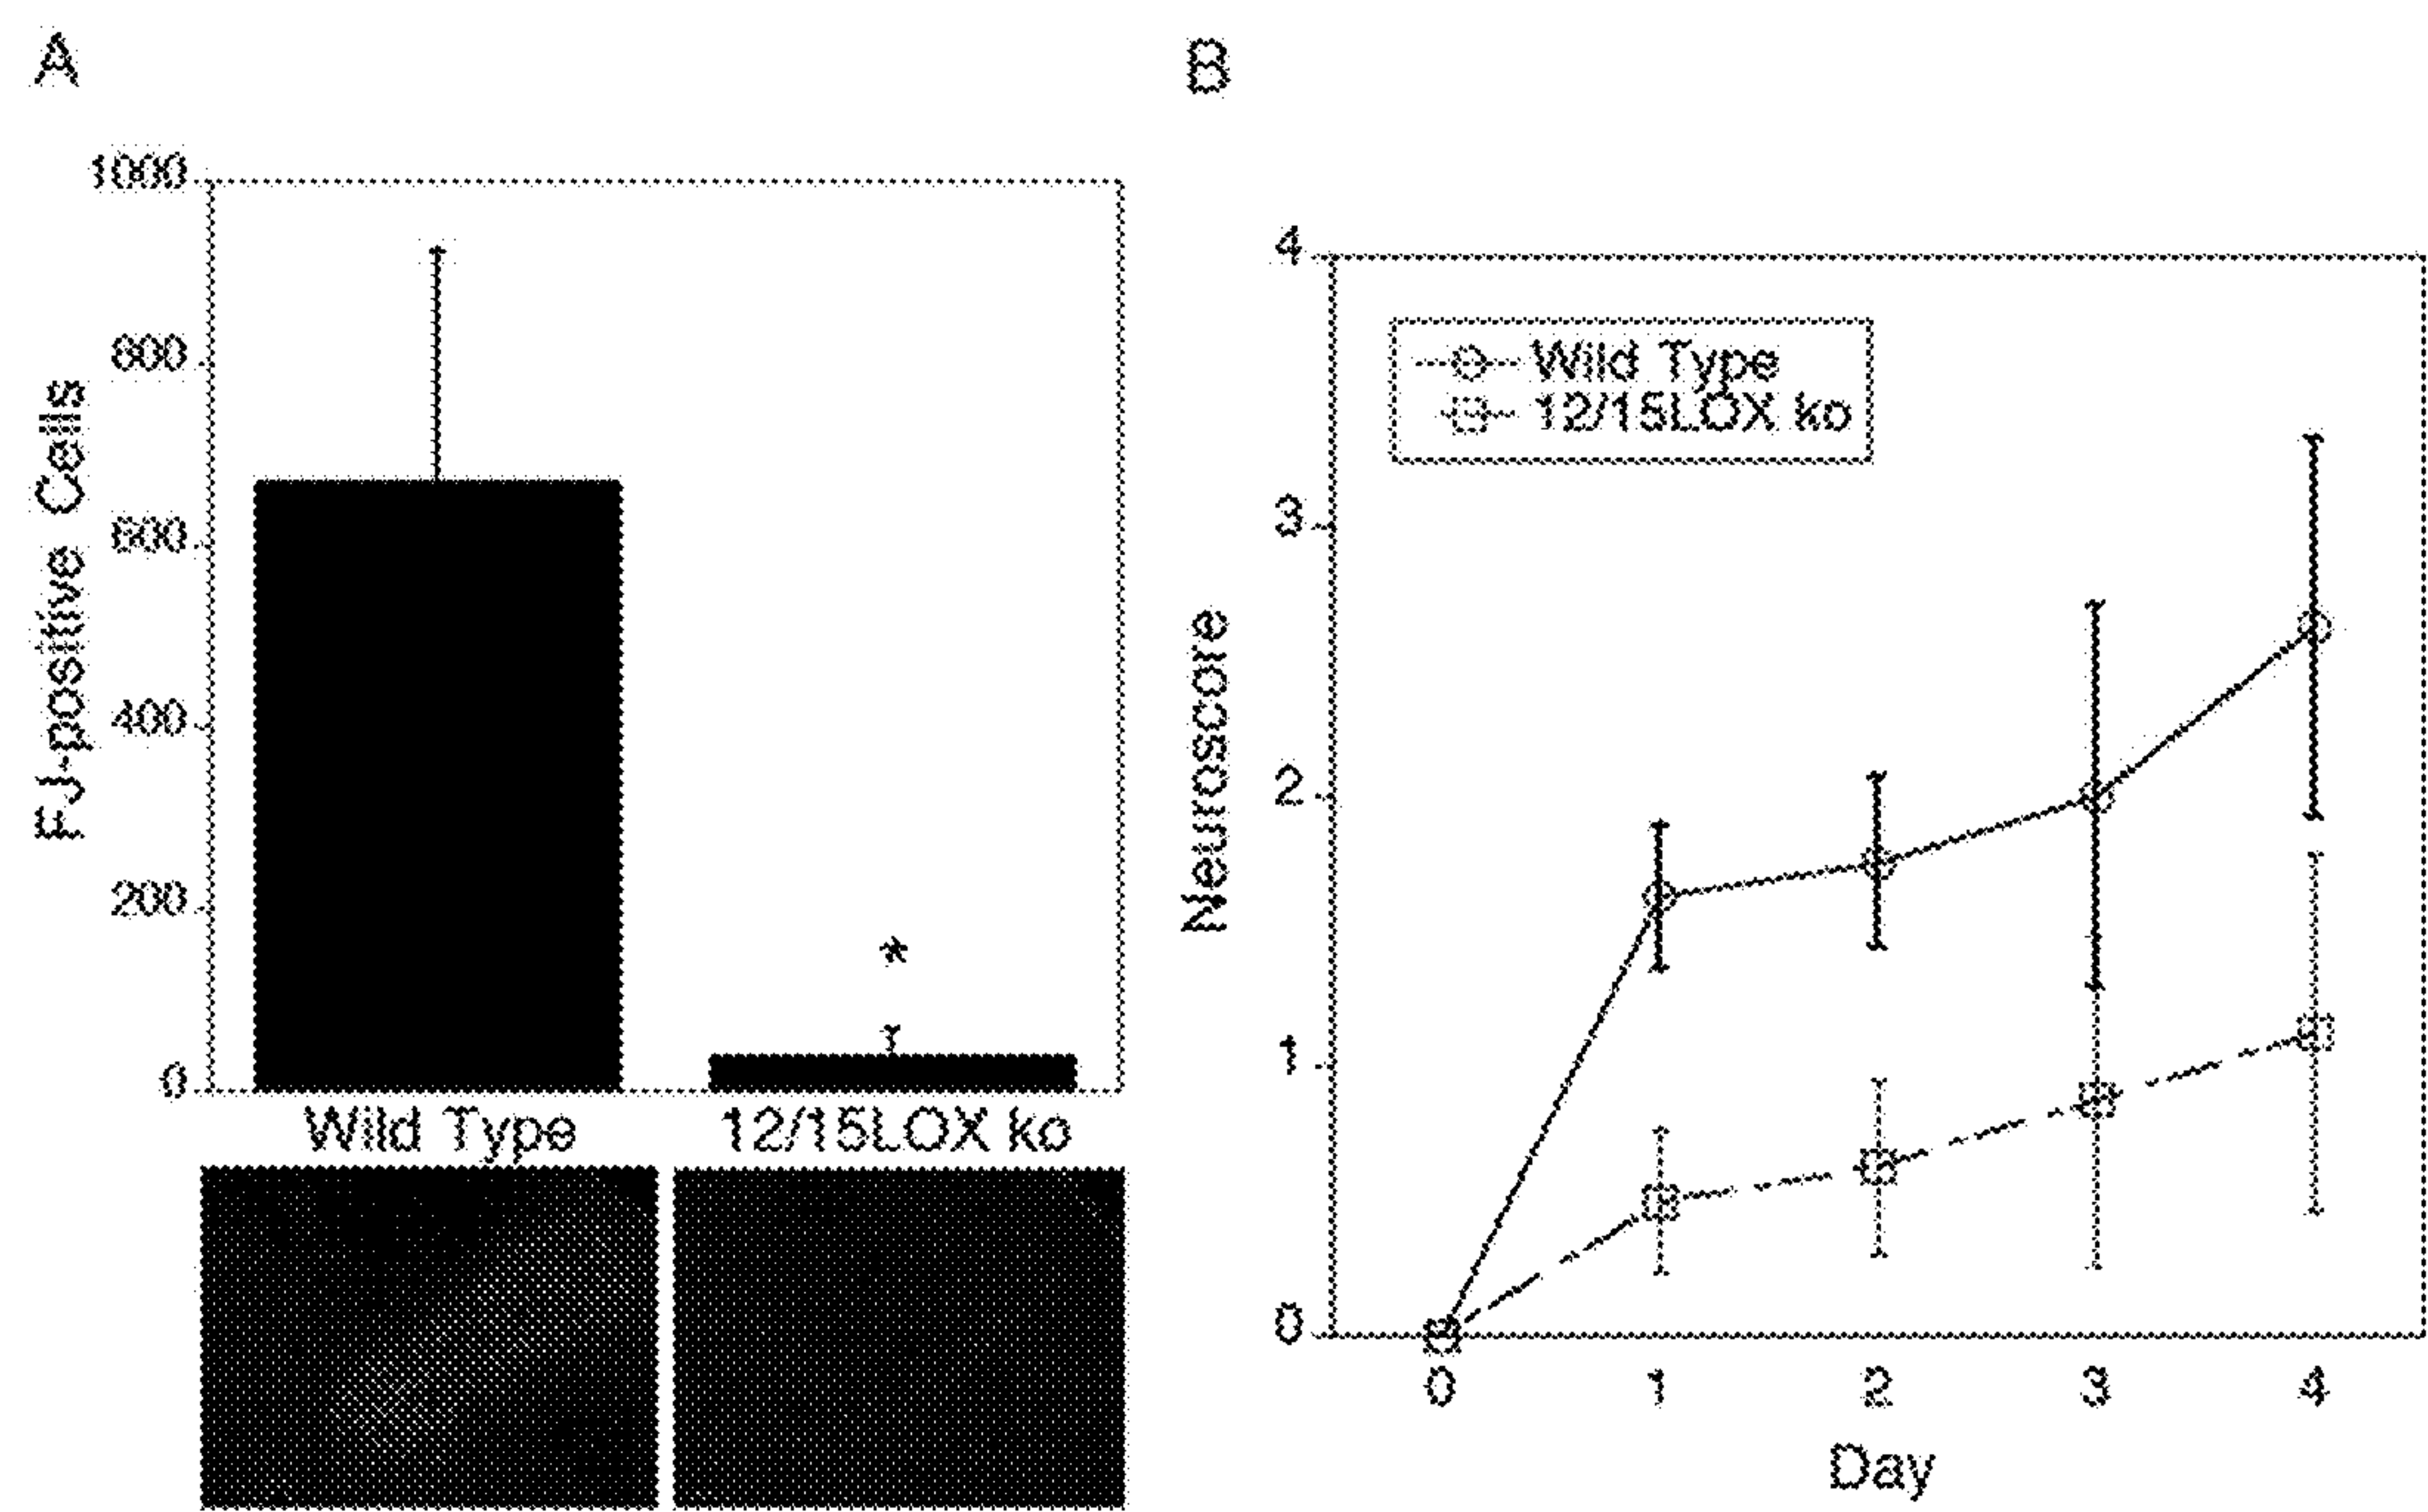 A
1000
800
600
400
200
0
FJ-positive Cells
*
Wild Type
12/15LOX ko
B
4
3
2
1
0
Neuroscore
Wild Type
12/15LOX ko
0 1 2 3 4
Day